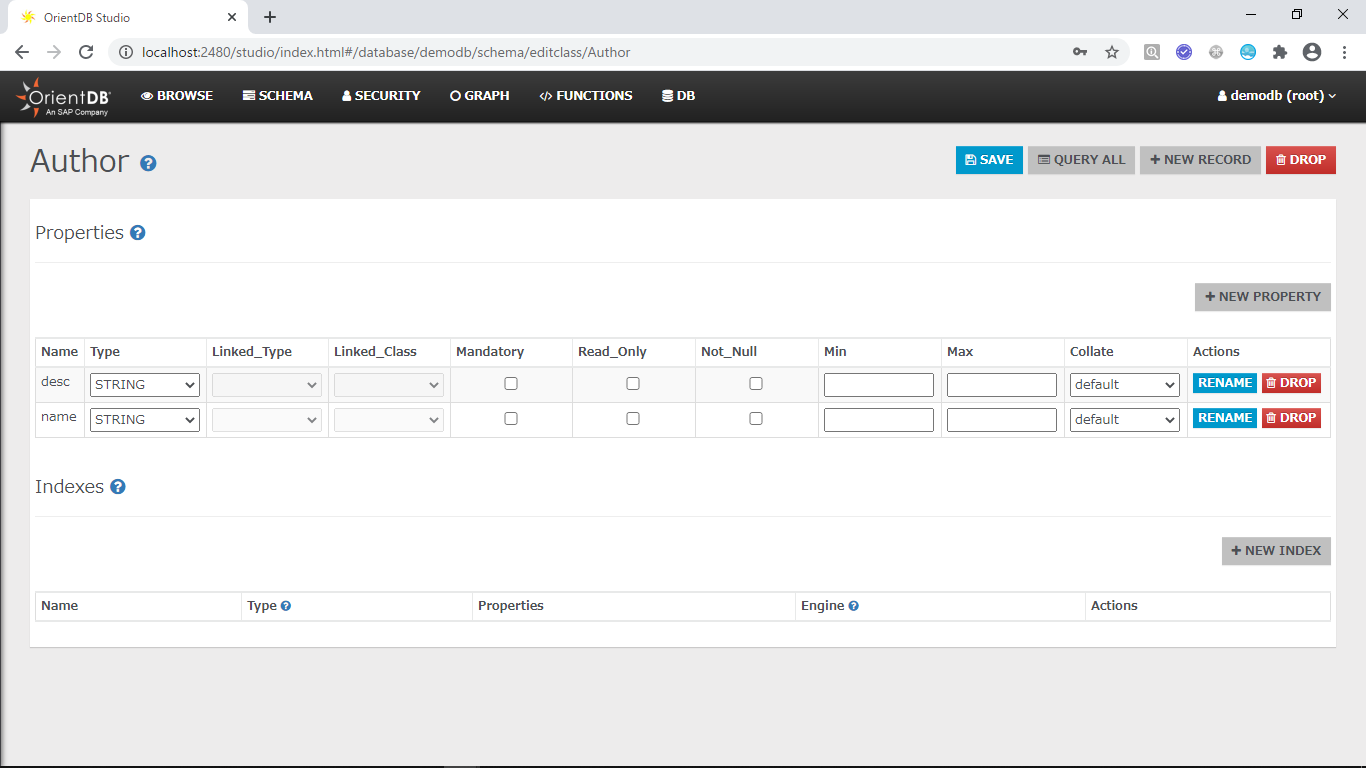 OrientDB Studio
localhost:2480/studio/index.html#/database/demodb/schema/editclass/Author
OrientDB An SAP Company BROWSE SCHEMA SECURITY GRAPH FUNCTIONS DB demodb (root)
Author SAVE QUERY ALL NEW RECORD DROP
Properties
NEW PROPERTY
Name Type Linked_Type Linked_Class Mandatory Read_Only Not_Null Min Max Collate Actions
desc STRING default RENAME DROP
name STRING default RENAME DROP
Indexes
NEW INDEX
Name Type Properties Engine Actions